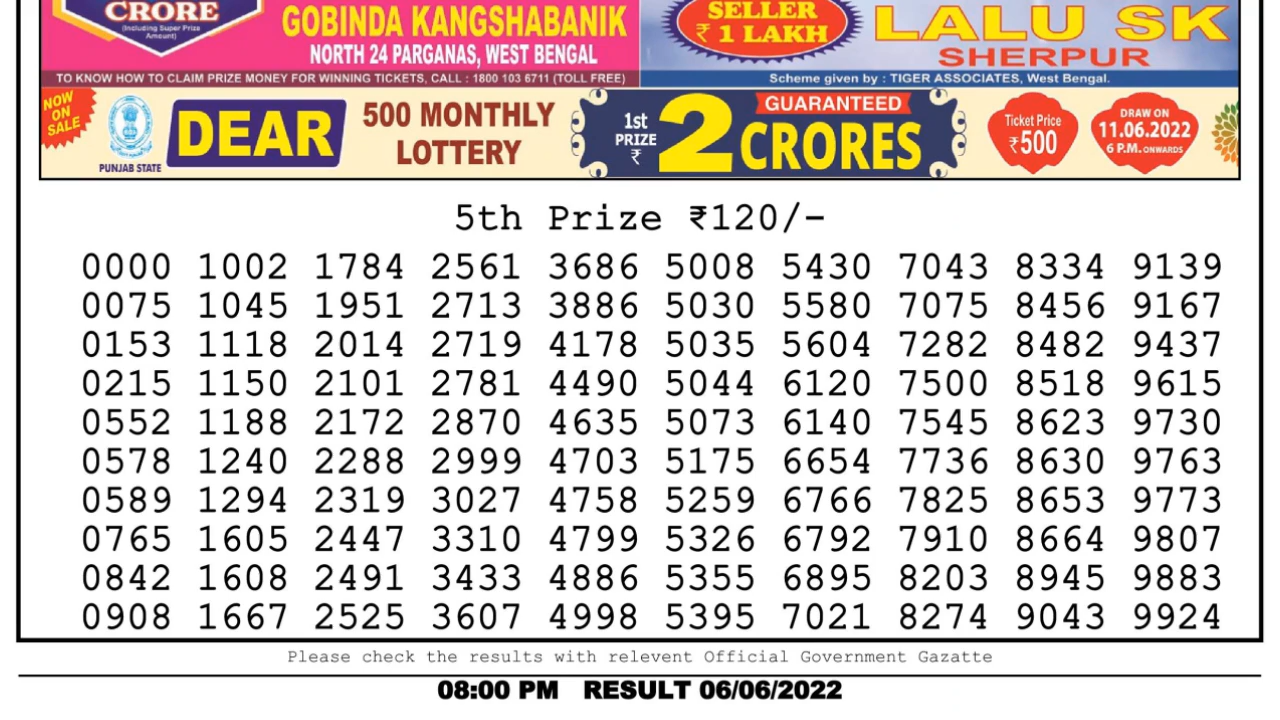 CRORE
(Including Super Prize
Amount)
GOBINDA KANGSHABANIK
NORTH 24 PARGANAS, WEST BENGAL
SELLER
₹ 1 LAKH
LALU SK
SHERPUR
TO KNOW HOW TO CLAIM PRIZE MONEY FOR WINNING TICKETS, CALL : 1800 103 6711 (TOLL FREE)
Scheme given by : TIGER ASSOCIATES, West Bengal.
NOW
ON
SALE
PUNJAB STATE
DEAR
500 MONTHLY
LOTTERY
1st
PRIZE
₹
2
GUARANTEED
CRORES
Ticket Price
₹500
DRAW ON
11.06.2022
6 P.M. ONWARDS
5th Prize ₹120/-
0000 1002 1784 2561 3686 5008 5430 7043 8334 9139
0075 1045 1951 2713 3886 5030 5580 7075 8456 9167
0153 1118 2014 2719 4178 5035 5604 7282 8482 9437
0215 1150 2101 2781 4490 5044 6120 7500 8518 9615
0552 1188 2172 2870 4635 5073 6140 7545 8623 9730
0578 1240 2288 2999 4703 5175 6654 7736 8630 9763
0589 1294 2319 3027 4758 5259 6766 7825 8653 9773
0765 1605 2447 3310 4799 5326 6792 7910 8664 9807
0842 1608 2491 3433 4886 5355 6895 8203 8945 9883
0908 1667 2525 3607 4998 5395 7021 8274 9043 9924
Please check the results with relevent Official Government Gazatte
08:00 PM RESULT 06/06/2022